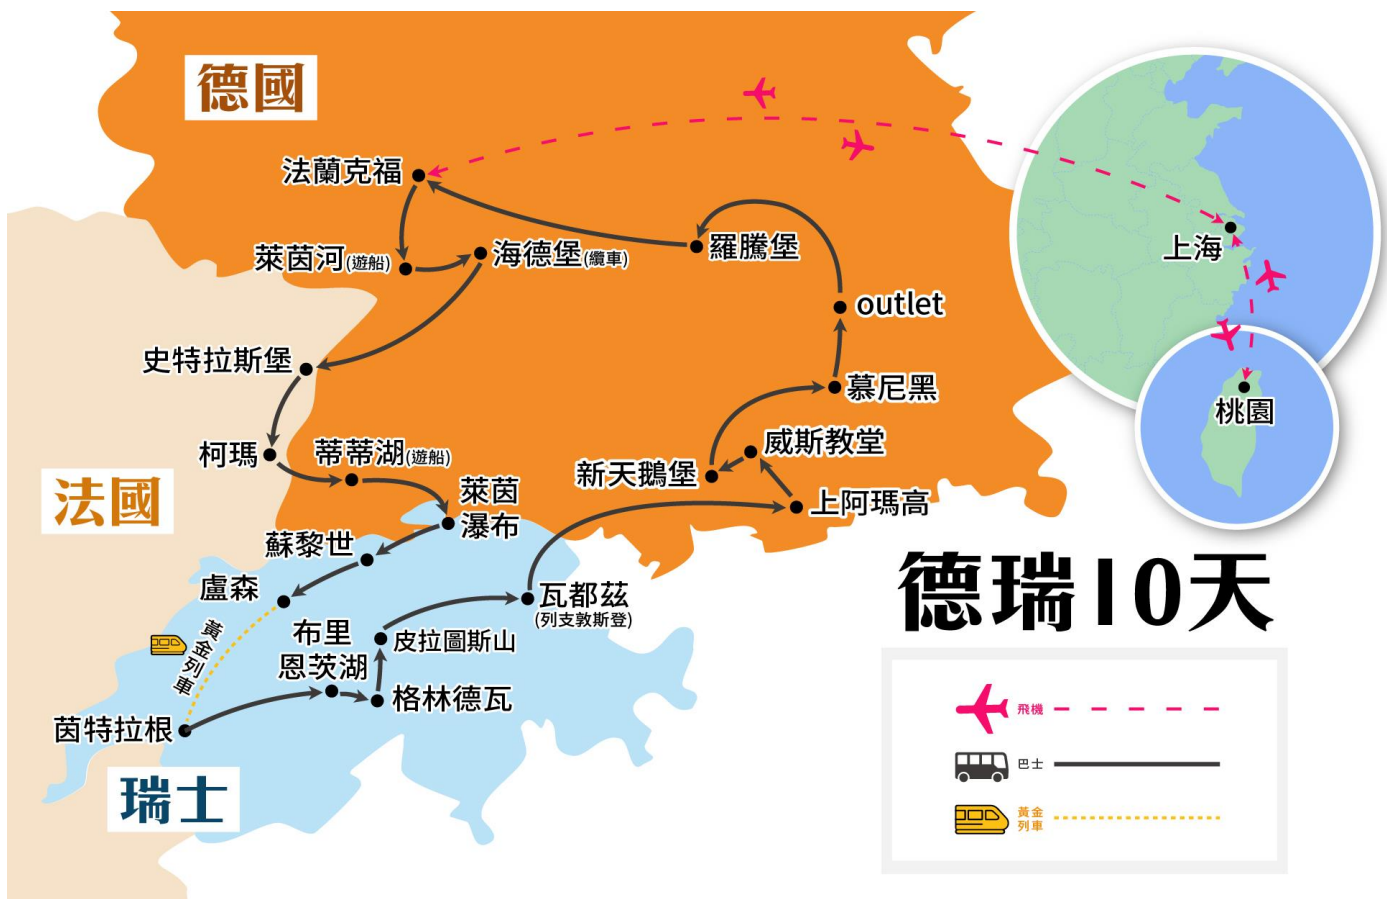 德國
法蘭克福
萊茵河(遊船)
海德堡(纜車)
羅騰堡
上海
outlet
桃園
史特拉斯堡
慕尼黑
柯瑪
蒂蒂湖(遊船)
威斯教堂
新天鵝堡
法國
萊茵
瀑布
上阿瑪高
蘇黎世
盧森
瓦都茲
(列支敦斯登)
黃金列車
布里
恩茨湖
皮拉圖斯山
格林德瓦
茵特拉根
瑞士
德瑞10天
飛機
巴士
黃金
列車